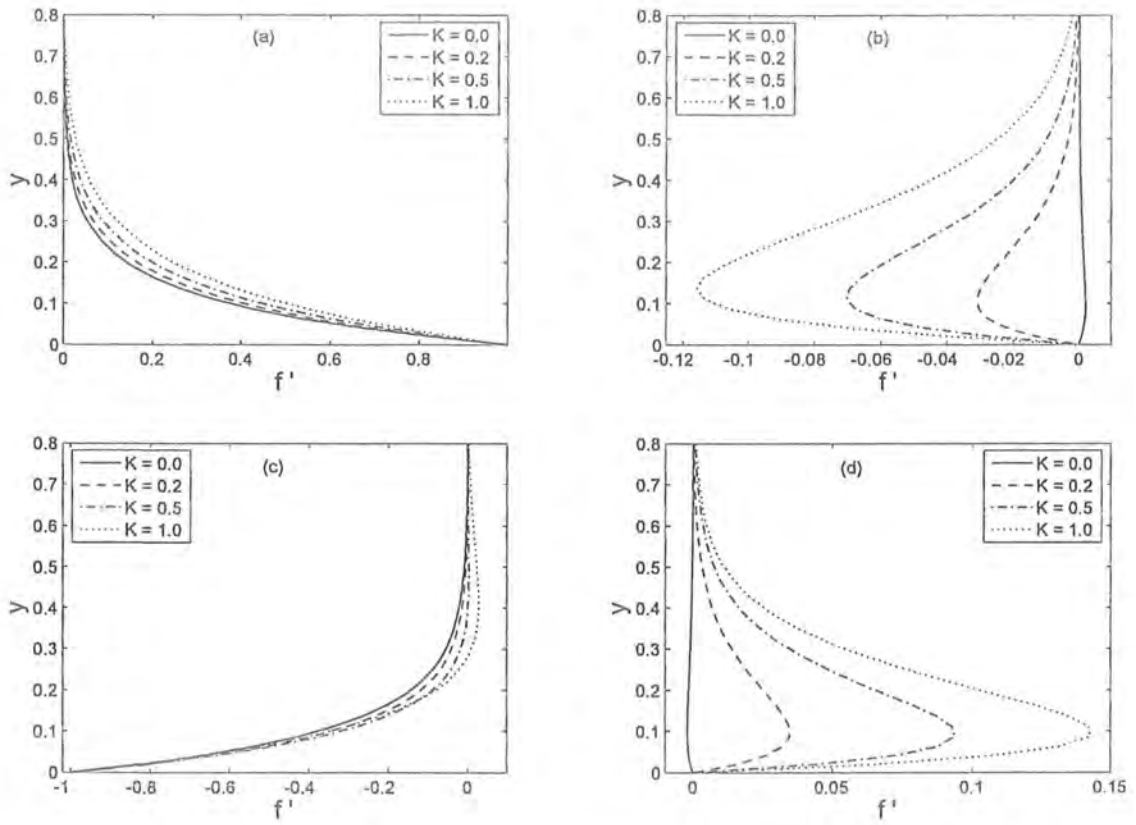 (a)
K = 0.0
K = 0.2
K = 0.5
K = 1.0
0.8
0.7
0.6
0.5
0.4
0.3
0.2
0.1
0
y
0 0.2 0.4 0.6 0.8
f '
(b)
K = 0.0
K = 0.2
K = 0.5
K = 1.0
0.8
0.7
0.6
0.5
0.4
0.3
0.2
0.1
0
y
-0.12 -0.1 -0.08 -0.06 -0.04 -0.02 0
f '
(c)
K = 0.0
K = 0.2
K = 0.5
K = 1.0
0.8
0.7
0.6
0.5
0.4
0.3
0.2
0.1
0
y
-1 -0.8 -0.6 -0.4 -0.2 0
f '
(d)
K = 0.0
K = 0.2
K = 0.5
K = 1.0
0.8
0.7
0.6
0.5
0.4
0.3
0.2
0.1
0
y
0 0.05 0.1 0.15
f '